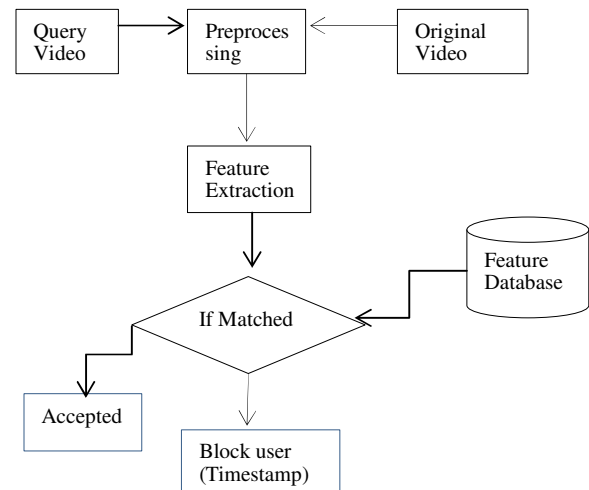 Query
Video
Preproces
sing
Original
Video
Feature
Extraction
Feature
Database
If Matched
Accepted
Block user
(Timestamp)